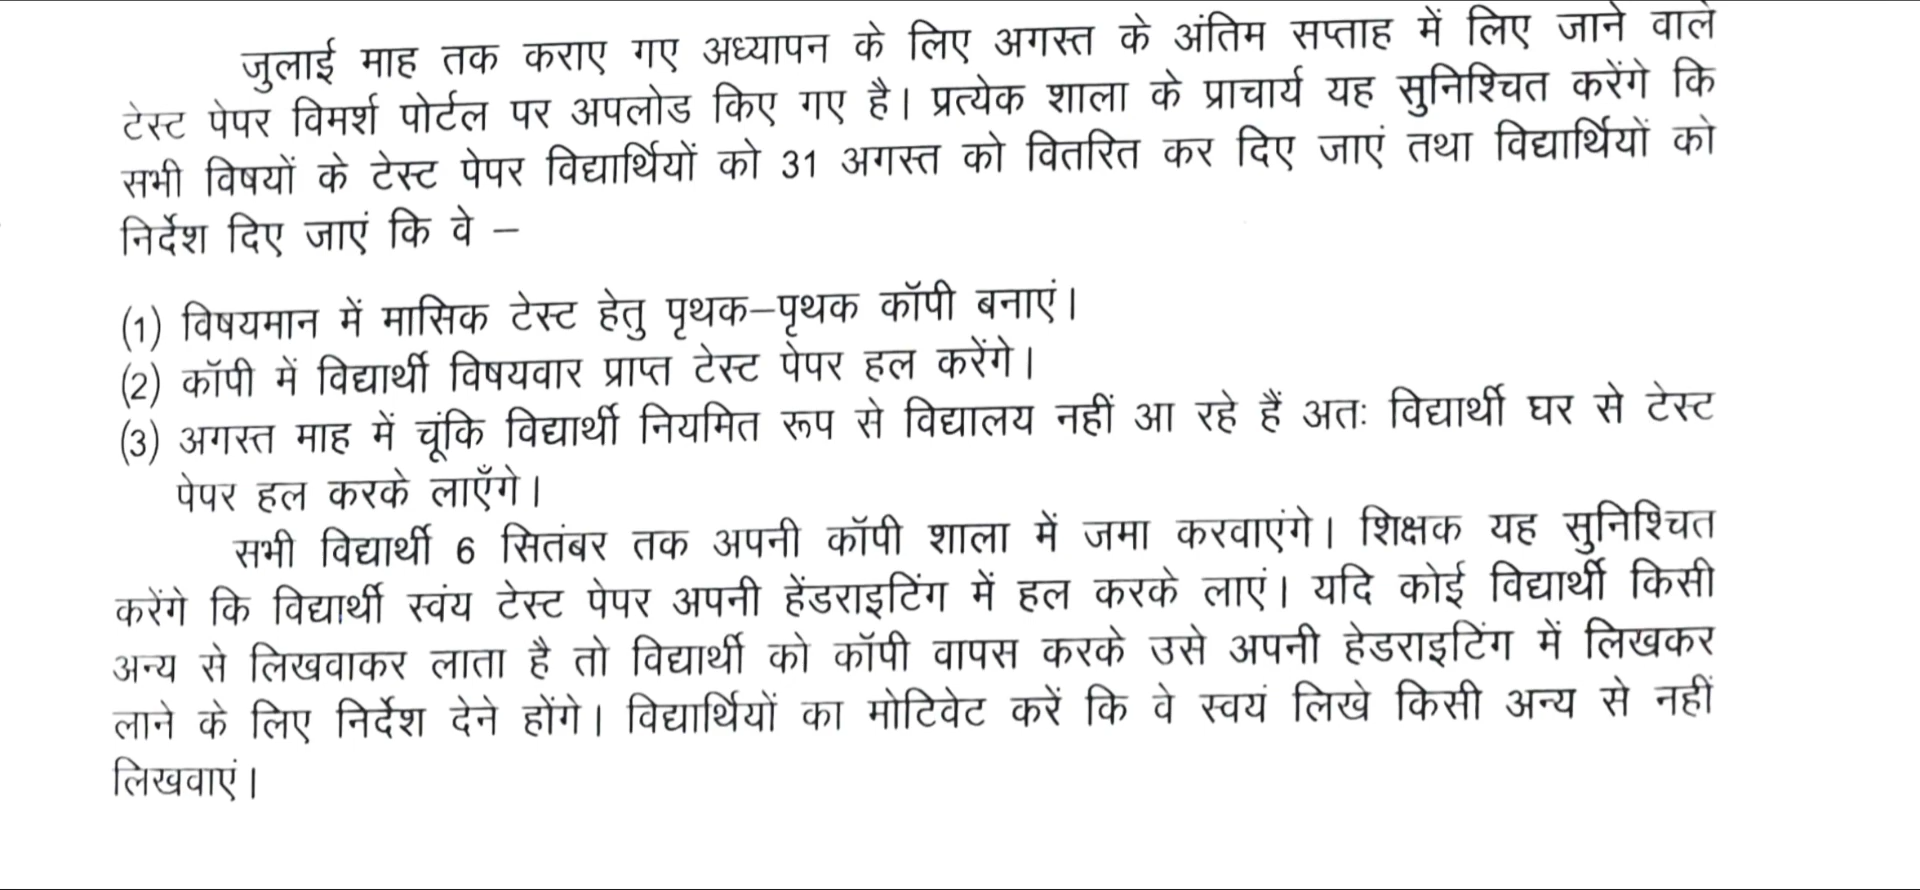 जुलाई माह तक कराए गए अध्यापन के लिए अगस्त के अंतिम सप्ताह में लिए जाने वाले
टेस्ट पेपर विमर्श पोर्टल पर अपलोड किए गए है। प्रत्येक शाला के प्राचार्य यह सुनिश्चित करेंगे कि
सभी विषयों के टेस्ट पेपर विद्यार्थियों को 31 अगस्त को वितरित कर दिए जाएं तथा विद्यार्थियों को
निर्देश दिए जाएं कि वे –
(1) विषयमान में मासिक टेस्ट हेतु पृथक–पृथक कॉपी बनाएं।
(2) कॉपी में विद्यार्थी विषयवार प्राप्त टेस्ट पेपर हल करेंगे।
(3) अगस्त माह में चूंकि विद्यार्थी नियमित रूप से विद्यालय नहीं आ रहे हैं अतः विद्यार्थी घर से टेस्ट
पेपर हल करके लाएँगे।
सभी विद्यार्थी 6 सितंबर तक अपनी कॉपी शाला में जमा करवाएंगे। शिक्षक यह सुनिश्चित
करेंगे कि विद्यार्थी स्वंय टेस्ट पेपर अपनी हेंडराइटिंग में हल करके लाएं। यदि कोई विद्यार्थी किसी
अन्य से लिखवाकर लाता है तो विद्यार्थी को कॉपी वापस करके उसे अपनी हेडराइटिंग में लिखकर
लाने के लिए निर्देश देने होंगे। विद्यार्थियों का मोटिवेट करें कि वे स्वयं लिखे किसी अन्य से नहीं
लिखवाएं।